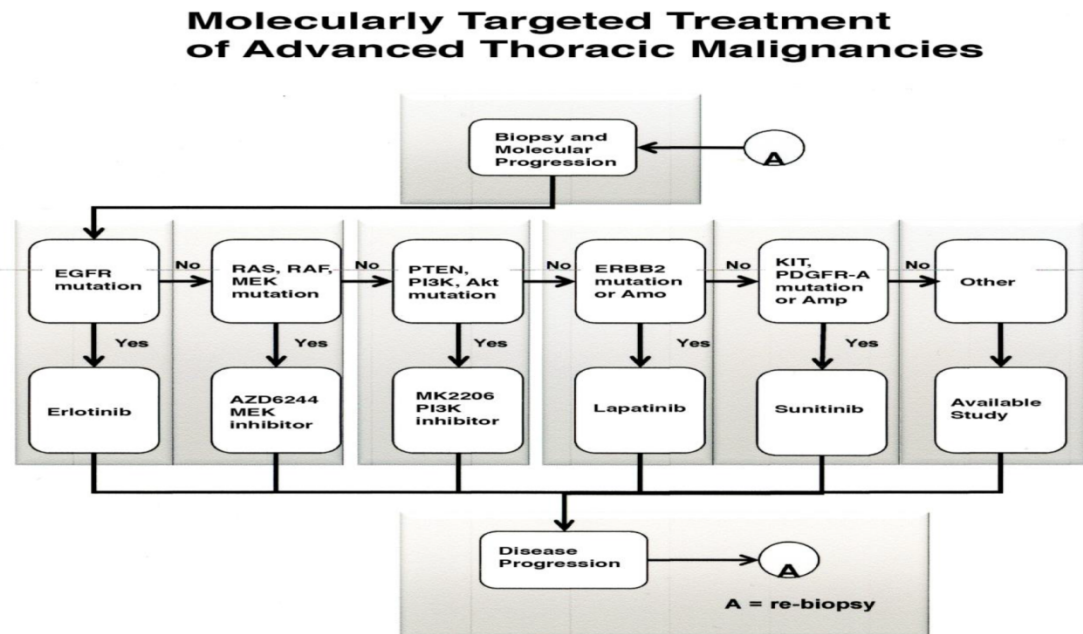 Molecularly Targeted Treatment
of Advanced Thoracic Malignancies
Biopsy and
Molecular
Progression
A
EGFR
mutation
No
RAS, RAF,
MEK
mutation
No
PTEN,
PI3K, Akt
mutation
No
ERBB2
mutation
or Amo
No
KIT,
PDGFR-A
mutation
or Amp
No
Other
Yes
Yes
Yes
Yes
Yes
Erlotinib
AZD6244
MEK
inhibitor
MK2206
PI3K
inhibitor
Lapatinib
Sunitinib
Available
Study
Disease
Progression
A
A = re-biopsy